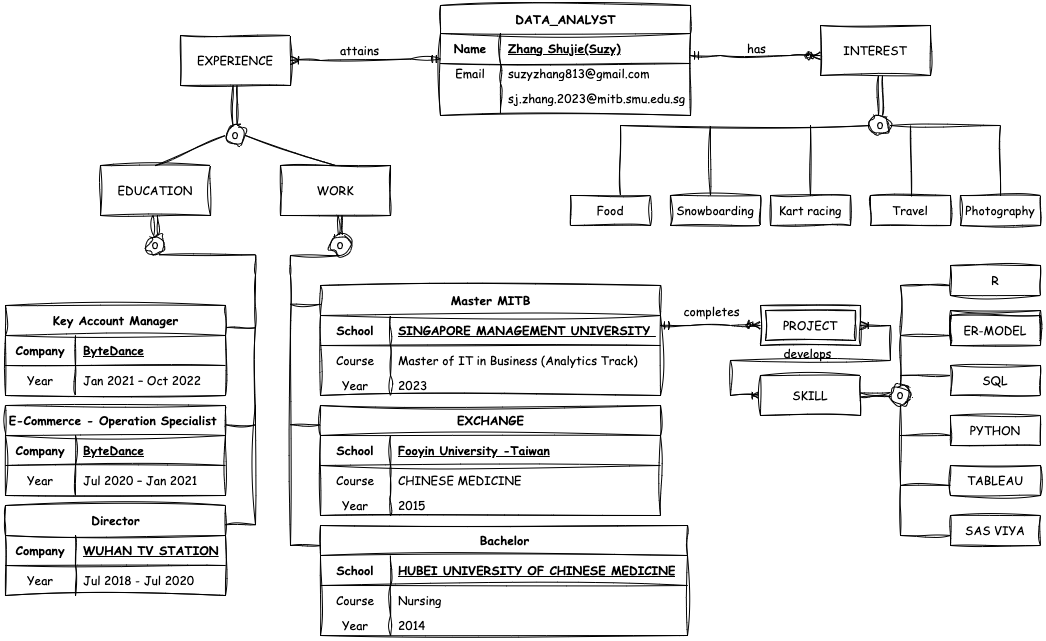 DATA_ANALYST
Name Zhang Shujie(Suzy)
Email suzyzhang813@gmail.com
sj.zhang.2023@mitb.smu.edu.sg
EXPERIENCE
attains
has
INTEREST
EDUCATION
WORK
Food
Snowboarding
Kart racing
Travel
Photography
Key Account Manager
Company ByteDance
Year Jan 2021 – Oct 2022
E-Commerce - Operation Specialist
Company ByteDance
Year Jul 2020 – Jan 2021
Director
Company WUHAN TV STATION
Year Jul 2018 - Jul 2020
Master MITB
School SINGAPORE MANAGEMENT UNIVERSITY
Course Master of IT in Business (Analytics Track)
Year 2023
EXCHANGE
School Fooyin University -Taiwan
Course CHINESE MEDICINE
Year 2015
Bachelor
School HUBEI UNIVERSITY OF CHINESE MEDICINE
Course Nursing
Year 2014
completes
PROJECT
develops
SKILL
R
ER-MODEL
SQL
PYTHON
TABLEAU
SAS VIYA